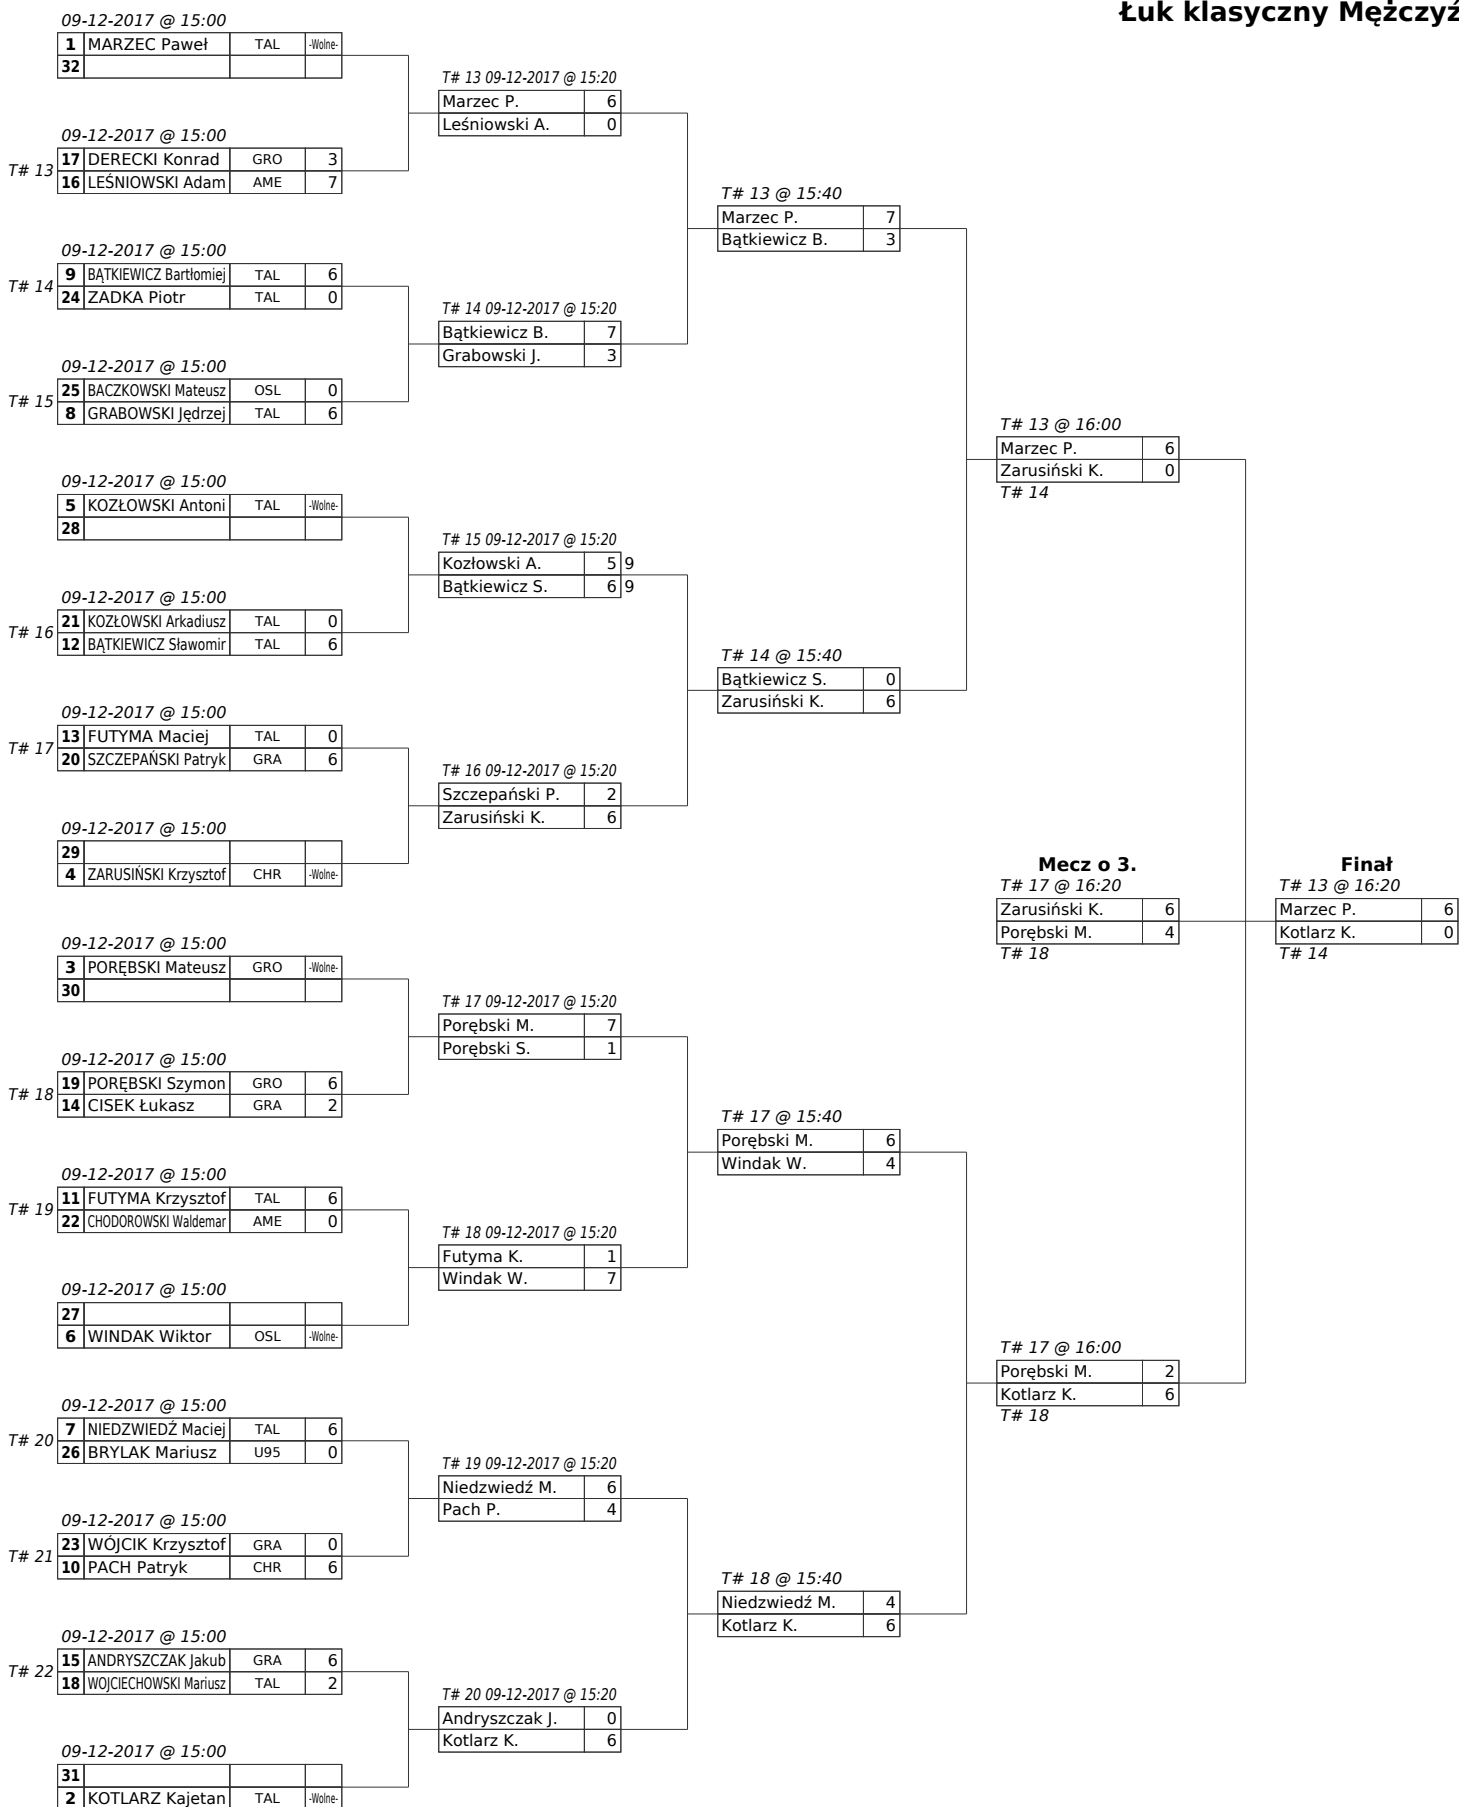 Łuk klasyczny Mężczyź
09-12-2017 @ 15:00
1 MARZEC Paweł TAL -Wolne-
32
09-12-2017 @ 15:00
T# 13
17 DERECKI Konrad GRO 3
16 LEŚNIOWSKI Adam AME 7
09-12-2017 @ 15:00
T# 14
9 BĄTKIEWICZ Bartłomiej TAL 6
24 ZADKA Piotr TAL 0
09-12-2017 @ 15:00
T# 15
25 BACZKOWSKI Mateusz OSL 0
8 GRABOWSKI Jędrzej TAL 6
09-12-2017 @ 15:00
5 KOZŁOWSKI Antoni TAL -Wolne-
28
09-12-2017 @ 15:00
T# 16
21 KOZŁOWSKI Arkadiusz TAL 0
12 BĄTKIEWICZ Sławomir TAL 6
09-12-2017 @ 15:00
T# 17
13 FUTYMA Maciej TAL 0
20 SZCZEPAŃSKI Patryk GRA 6
09-12-2017 @ 15:00
29
4 ZARUSIŃSKI Krzysztof CHR -Wolne-
09-12-2017 @ 15:00
3 PORĘBSKI Mateusz GRO -Wolne-
30
09-12-2017 @ 15:00
T# 18
19 PORĘBSKI Szymon GRO 6
14 CISEK Łukasz GRA 2
09-12-2017 @ 15:00
T# 19
11 FUTYMA Krzysztof TAL 6
22 CHODOROWSKI Waldemar AME 0
09-12-2017 @ 15:00
27
6 WINDAK Wiktor OSL -Wolne-
09-12-2017 @ 15:00
T# 20
7 NIEDZWIEDŹ Maciej TAL 6
26 BRYLAK Mariusz U95 0
09-12-2017 @ 15:00
T# 21
23 WÓJCIK Krzysztof GRA 0
10 PACH Patryk CHR 6
09-12-2017 @ 15:00
T# 22
15 ANDRYSZCZAK Jakub GRA 6
18 WOJCIECHOWSKI Mariusz TAL 2
09-12-2017 @ 15:00
31
2 KOTLARZ Kajetan TAL -Wolne-
T# 13 09-12-2017 @ 15:20
Marzec P. 6
Leśniowski A. 0
T# 14 09-12-2017 @ 15:20
Bątkiewicz B. 7
Grabowski J. 3
T# 15 09-12-2017 @ 15:20
Kozłowski A. 5 9
Bątkiewicz S. 6 9
T# 16 09-12-2017 @ 15:20
Szczepański P. 2
Zarusiński K. 6
T# 17 09-12-2017 @ 15:20
Porębski M. 7
Porębski S. 1
T# 18 09-12-2017 @ 15:20
Futyma K. 1
Windak W. 7
T# 19 09-12-2017 @ 15:20
Niedzwiedź M. 6
Pach P. 4
T# 20 09-12-2017 @ 15:20
Andryszczak J. 0
Kotlarz K. 6
T# 13 @ 15:40
Marzec P. 7
Bątkiewicz B. 3
T# 14 @ 15:40
Bątkiewicz S. 0
Zarusiński K. 6
T# 17 @ 15:40
Porębski M. 6
Windak W. 4
T# 18 @ 15:40
Niedzwiedź M. 4
Kotlarz K. 6
T# 13 @ 16:00
Marzec P. 6
Zarusiński K. 0
T# 14
Mecz o 3.
T# 17 @ 16:20
Zarusiński K. 6
Porębski M. 4
T# 18
T# 17 @ 16:00
Porębski M. 2
Kotlarz K. 6
T# 18
Finał
T# 13 @ 16:20
Marzec P. 6
Kotlarz K. 0
T# 14